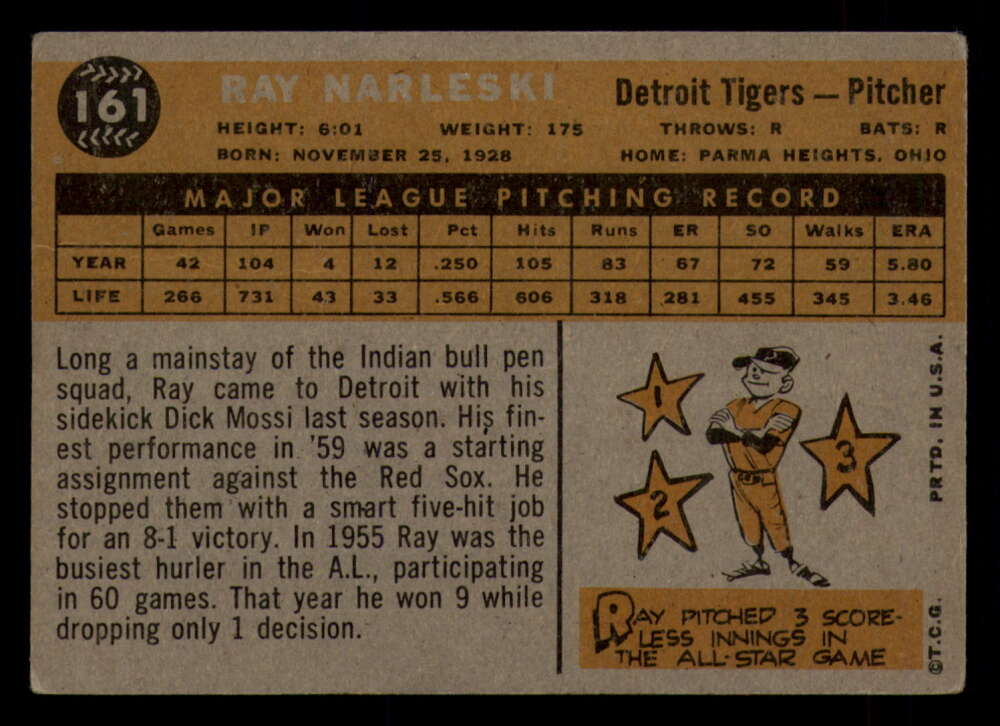 161
RAY NARLESKI
Detroit Tigers — Pitcher
HEIGHT: 6:01 WEIGHT: 175 THROWS: R BATS: R
BORN: NOVEMBER 25, 1928 HOME: PARMA HEIGHTS, OHIO
MAJOR LEAGUE PITCHING RECORD
Games IP Won Lost Pct Hits Runs ER SO Walks ERA
YEAR 42 104 4 12 .250 105 83 67 72 59 5.80
LIFE 266 731 43 33 .566 606 318 281 455 345 3.46
Long a mainstay of the Indian bull pen
squad, Ray came to Detroit with his
sidekick Dick Mossi last season. His fin-
est performance in '59 was a starting
assignment against the Red Sox. He
stopped them with a smart five-hit job
for an 8-1 victory. In 1955 Ray was the
busiest hurler in the A.L., participating
in 60 games. That year he won 9 while
dropping only 1 decision.
1
2
3
RAY PITCHED 3 SCORE-
LESS INNINGS IN
THE ALL-STAR GAME
©T.C.G. PRTD. IN U.S.A.